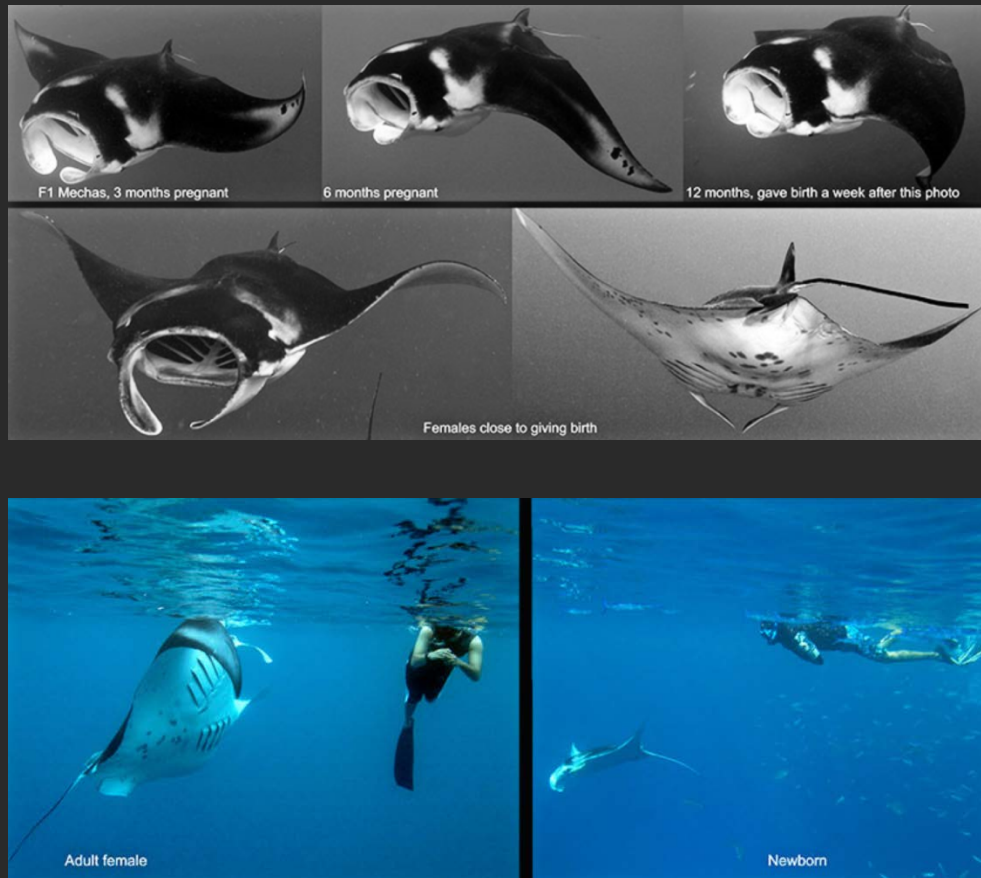 F1 Mechas, 3 months pregnant
6 months pregnant
12 months, gave birth a week after this photo
Females close to giving birth
Adult female
Newborn